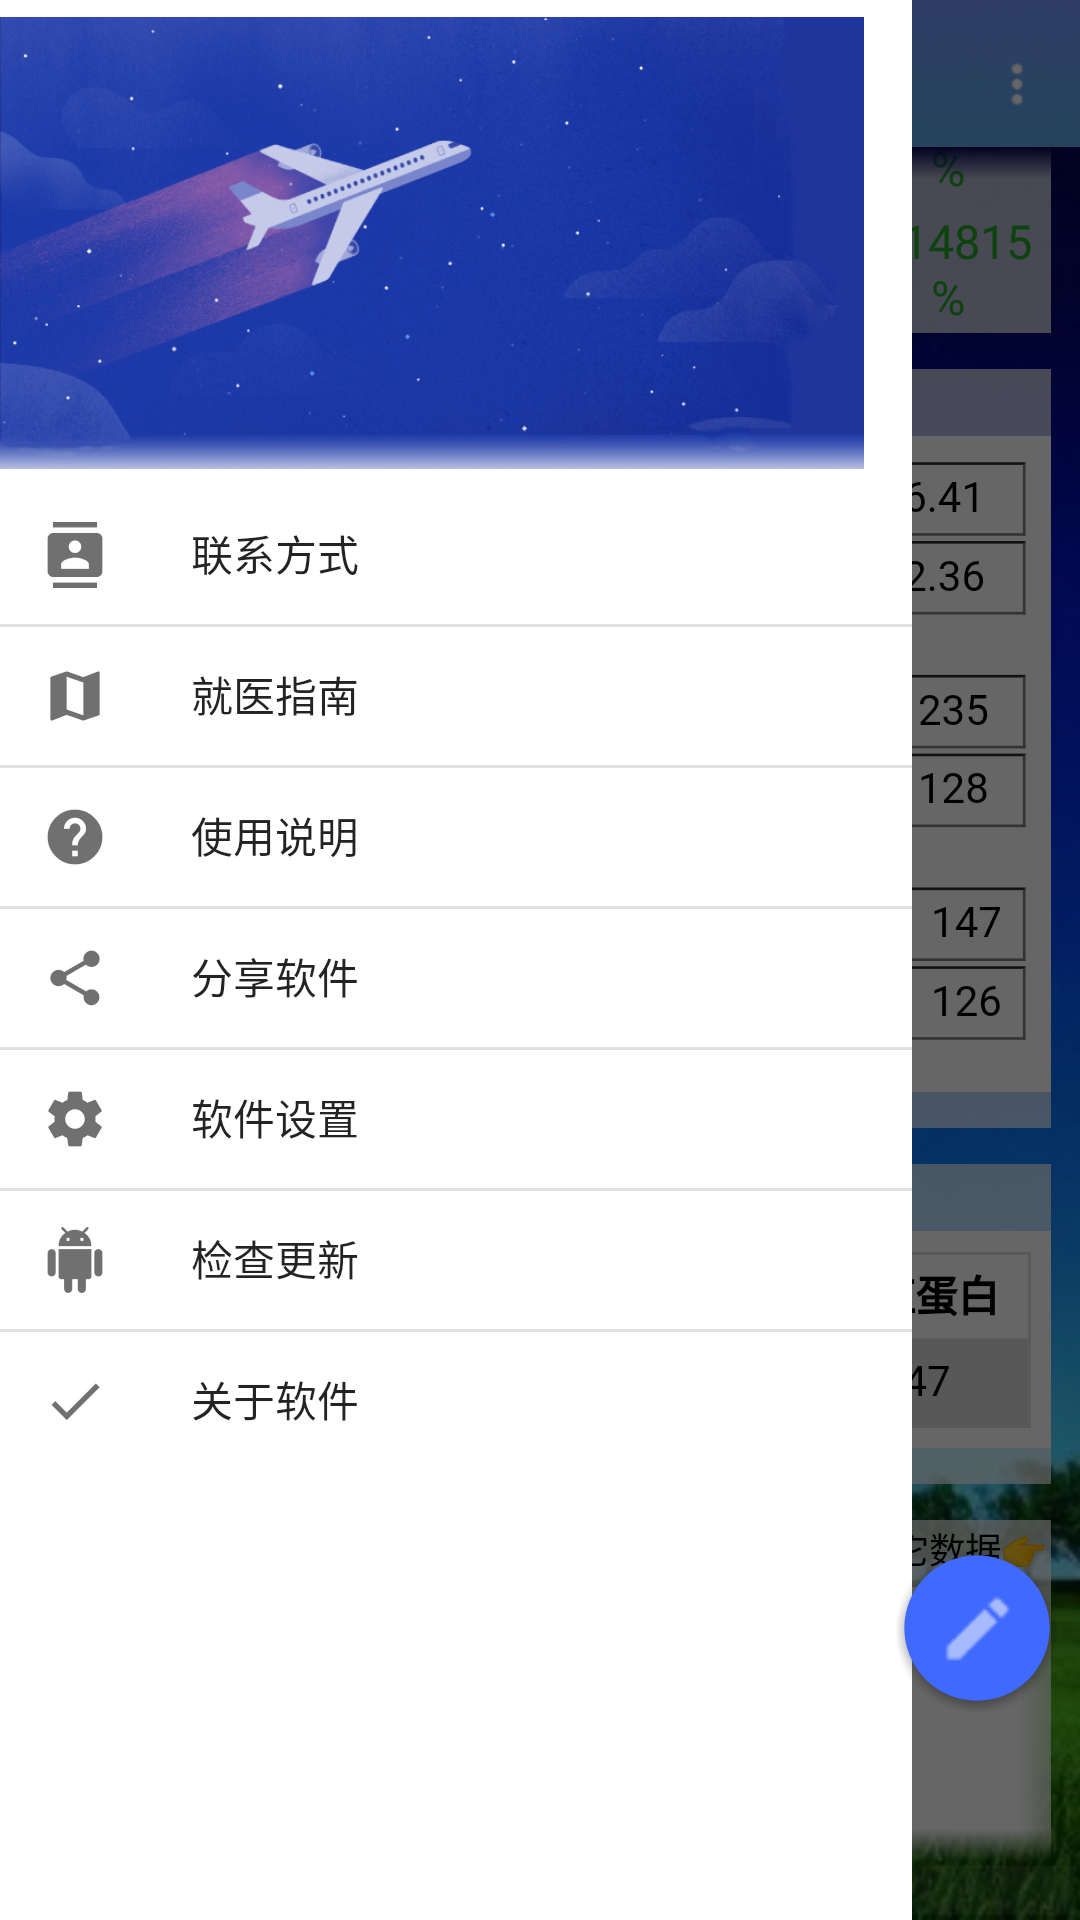 %
14815
%
6.41
2.36
联系方式
就医指南
235
128
使用说明
147
126
分享软件
软件设置
检查更新
蛋白
47
关于软件
数据👉